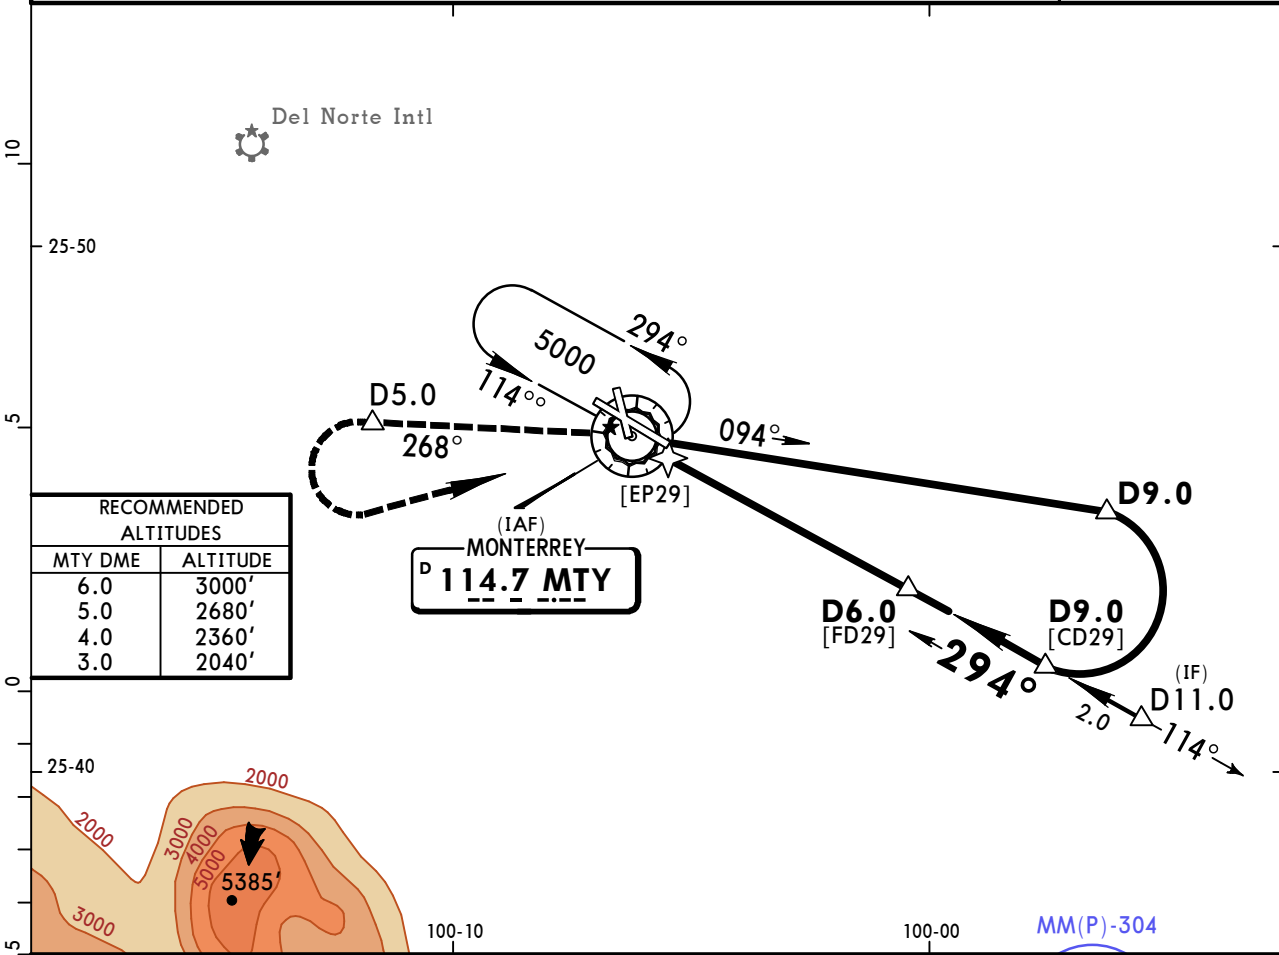 Del Norte Intl
10
25-50
294°
5000
114°°
D5.0
5
268°
094°
[EP29]
D9.0
RECOMMENDED
ALTITUDES
MTY DME ALTITUDE
6.0 3000'
5.0 2680'
4.0 2360'
3.0 2040'
(IAF)
MONTERREY
D 114.7 MTY
D6.0
[FD29]
D9.0
[CD29]
294°
(IF)
D11.0
2.0
114°
0
25-40
2000
2000
3000
4000
5000
5385'
3000
5
100-10
100-00
MM(P)-304